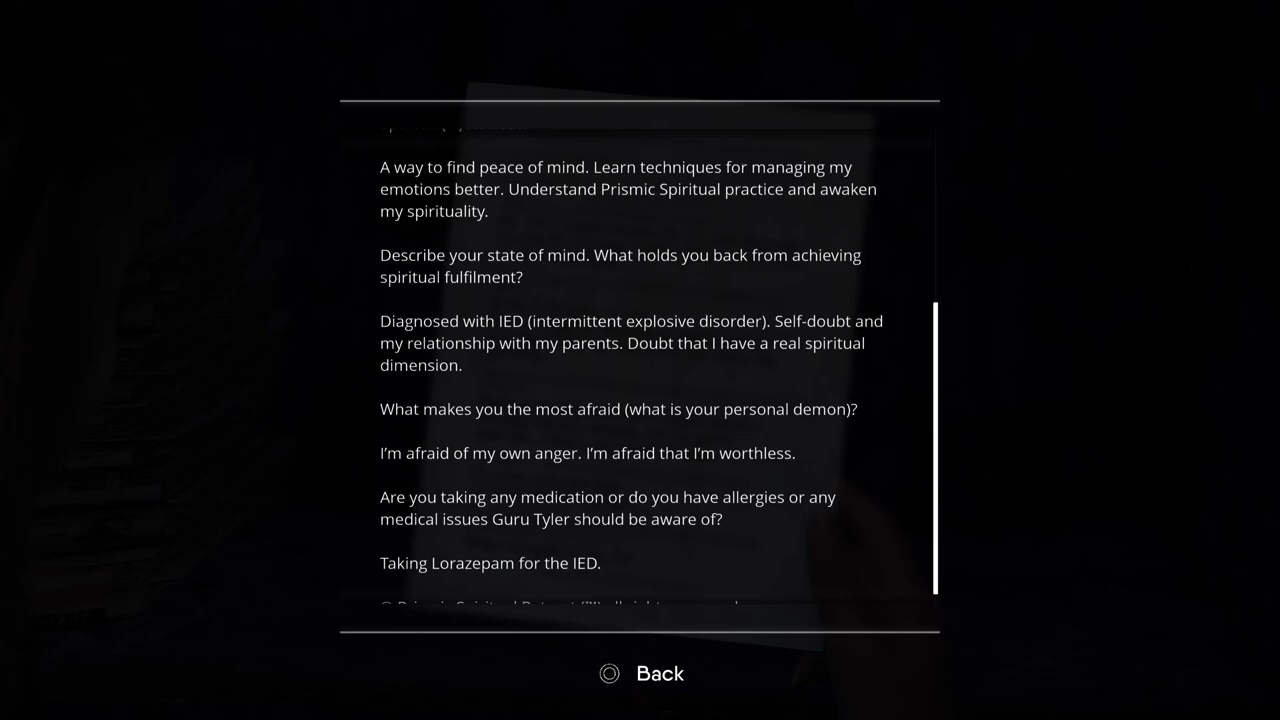 A way to find peace of mind. Learn techniques for managing my
emotions better. Understand Prismic Spiritual practice and awaken
my spirituality.
Describe your state of mind. What holds you back from achieving
spiritual fulfilment?
Diagnosed with IED (intermittent explosive disorder). Self-doubt and
my relationship with my parents. Doubt that I have a real spiritual
dimension.
What makes you the most afraid (what is your personal demon)?
I'm afraid of my own anger. I'm afraid that I'm worthless.
Are you taking any medication or do you have allergies or any
medical issues Guru Tyler should be aware of?
Taking Lorazepam for the IED.
Back